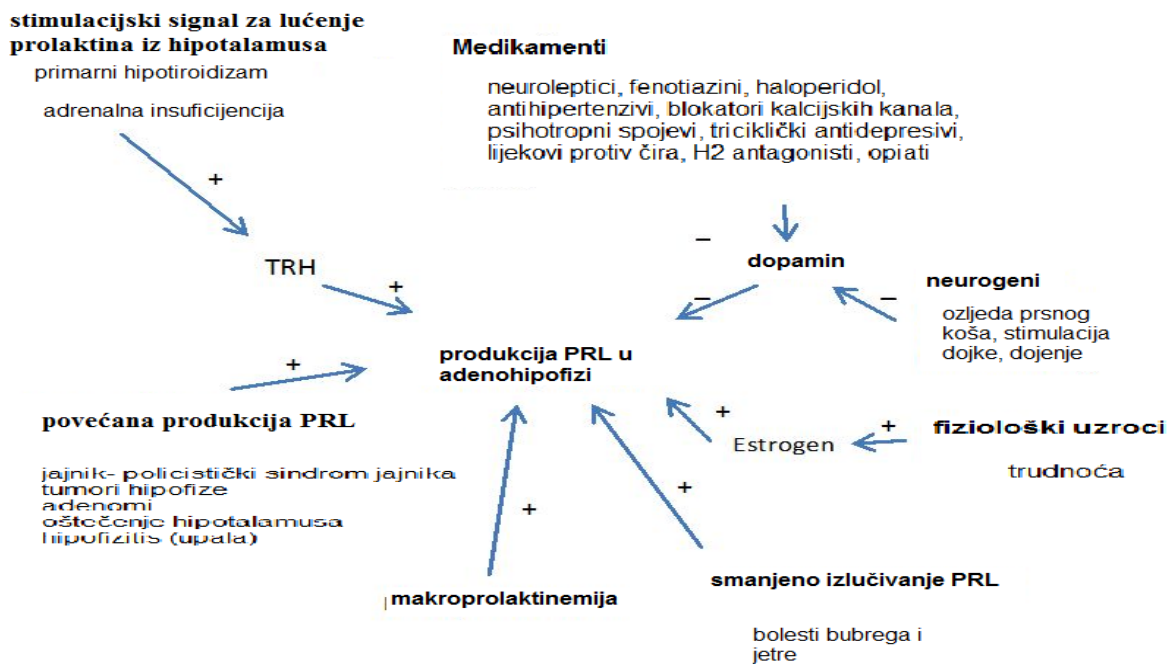 stimulacijski signal za lućenje
prolaktina iz hipotalamusa
primarni hipotiroidizam
adrenalna insuficijencija
Medikamenti
neuroleptici, fenotiazini, haloperidol,
antihipertenzivi, blokatori kalcijskih kanala,
psihotropni spojevi, triciklički antidepresivi,
lijekovi protiv čira, H2 antagonisti, opiati
+
TRH
+
–
dopamin
–
–
neurogeni
ozljeda prsnog
koša, stimulacija
dojke, dojenje
produkcija PRL u
adenohipofizi
+
povećana produkcija PRL
jajnik- policistički sindrom jajnika
tumori hipofize
adenomi
oštečenje hipotalamusa
hipofizitis (upala)
+
Estrogen
+
fiziološki uzroci
trudnoća
+
+
makroprolaktinemija
smanjeno izlučivanje PRL
bolesti bubrega i
jetre